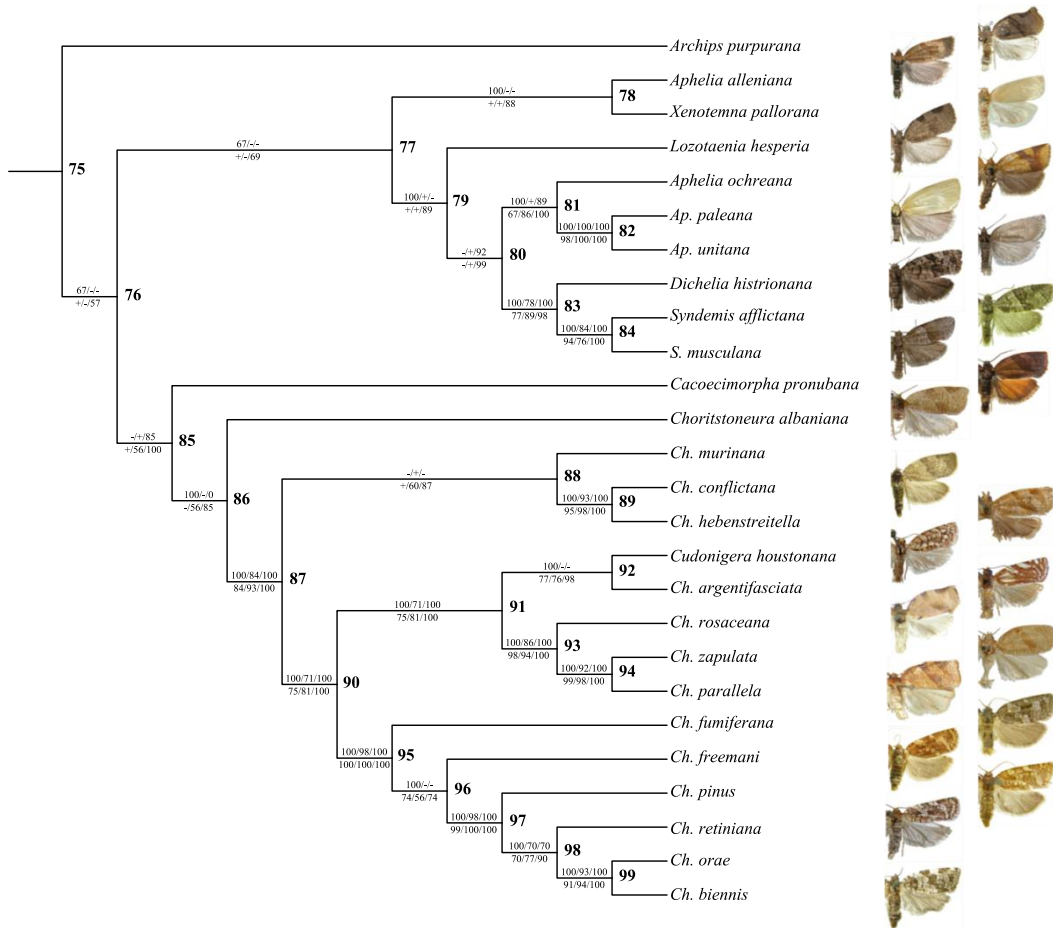 Archips purpurana
Aphelia alleniana
100/-/-
+/+/88
78
Xenotemna pallorana
67/-/-
+/-/69
77
Lozotaenia hesperia
75
100/+/-
+/+/89
79
Aphelia ochreana
100/+/89
67/86/100
81
Ap. paleana
100/100/100
98/100/100
82
Ap. unitana
-/+/92
-/+/99
80
Dichelia histrionana
67/-/-
+/-/57
76
100/78/100
77/89/98
83
Syndemis afflictana
100/84/100
94/76/100
84
S. musculana
Cacoecimorpha pronubana
Choritstoneura albaniana
-/+/85
+/56/100
85
Ch. murinana
-/+/-
+/60/87
88
Ch. conflictana
100/-/0
-/56/85
86
100/93/100
95/98/100
89
Ch. hebenstreitella
Cudonigera houstonana
100/84/100
84/93/100
87
100/-/-
77/76/98
92
Ch. argentifasciata
100/71/100
75/81/100
91
Ch. rosaceana
100/86/100
98/94/100
93
Ch. zapulata
100/92/100
99/98/100
94
100/71/100
75/81/100
90
Ch. parallela
Ch. fumiferana
100/98/100
100/100/100
95
Ch. freemani
100/-/-
74/56/74
96
Ch. pinus
100/98/100
99/100/100
97
Ch. retiniana
100/70/70
70/77/90
98
Ch. orae
100/93/100
91/94/100
99
Ch. biennis